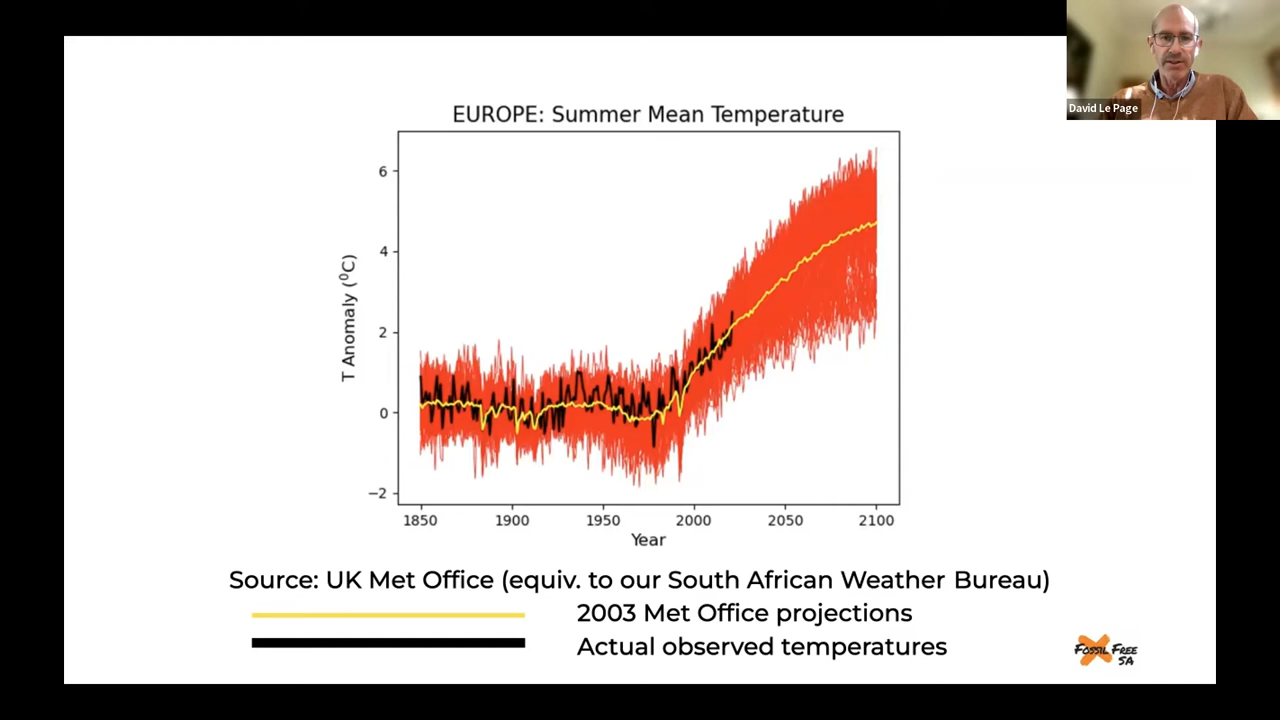 David Le Page
EUROPE: Summer Mean Temperature
T Anomaly (⁰C)
6
4
2
0
−2
1850 1900 1950 2000 2050 2100
Year
Source: UK Met Office (equiv. to our South African Weather Bureau)
2003 Met Office projections
Actual observed temperatures
FOSSIL FREE
SA